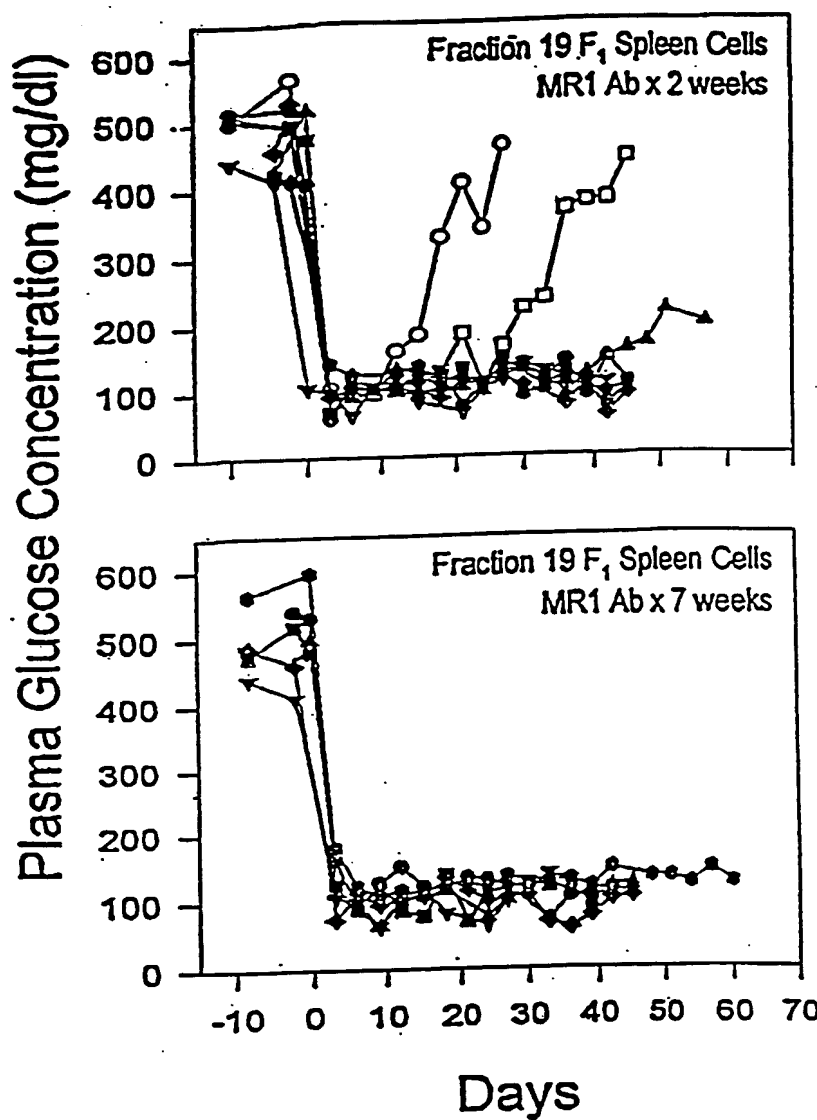 Plasma Glucose Concentration (mg/dl)
Fraction 19 F₁ Spleen Cells
MR1 Ab x 2 weeks
600
500
400
300
200
100
0
Fraction 19 F₁ Spleen Cells
MR1 Ab x 7 weeks
600
500
400
300
200
100
0
-10 0 10 20 30 40 50 60 70
Days